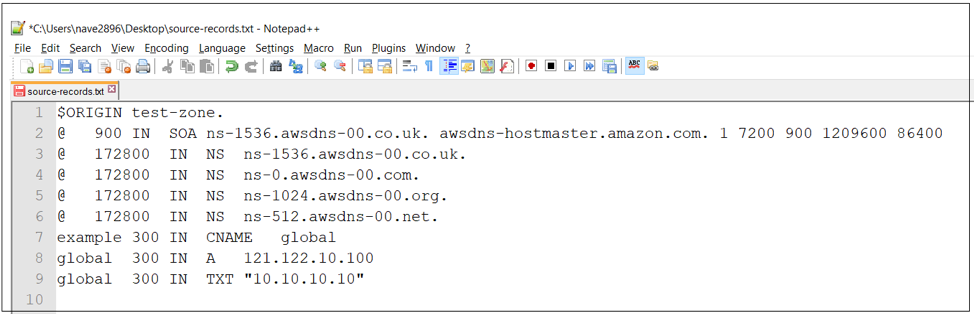 *C:\Users\nave2896\Desktop\source-records.txt - Notepad++
File Edit Search View Encoding Language Settings Macro Run Plugins Window ?
ABC
source-records.txt
1 $ORIGIN test-zone.
2 @ 900 IN SOA ns-1536.awsdns-00.co.uk. awsdns-hostmaster.amazon.com. 1 7200 900 1209600 86400
3 @ 172800 IN NS ns-1536.awsdns-00.co.uk.
4 @ 172800 IN NS ns-0.awsdns-00.com.
5 @ 172800 IN NS ns-1024.awsdns-00.org.
6 @ 172800 IN NS ns-512.awsdns-00.net.
7 example 300 IN CNAME global
8 global 300 IN A 121.122.10.100
9 global 300 IN TXT "10.10.10.10"
10